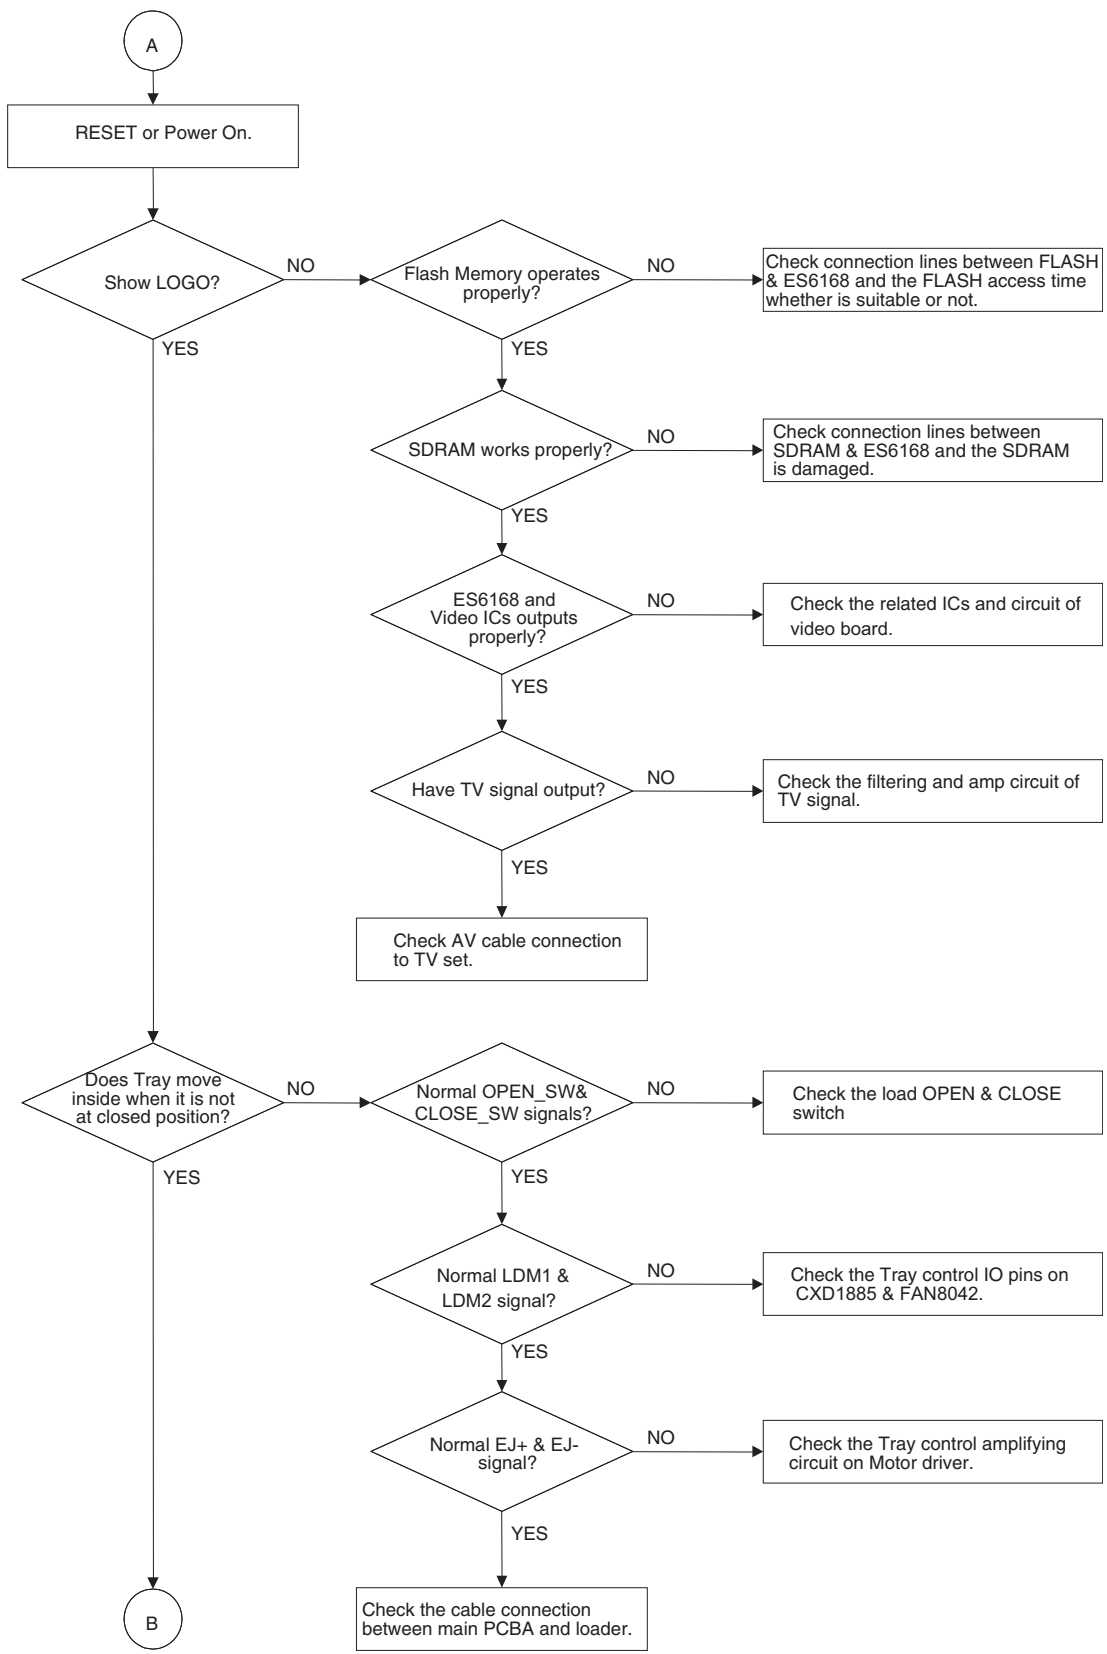 A
RESET or Power On.
Show LOGO?
NO
Flash Memory operates
properly?
NO
Check connection lines between FLASH
& ES6168 and the FLASH access time
whether is suitable or not.
YES
YES
SDRAM works properly?
NO
Check connection lines between
SDRAM & ES6168 and the SDRAM
is damaged.
YES
ES6168 and
Video ICs outputs
properly?
NO
Check the related ICs and circuit of
video board.
YES
Have TV signal output?
NO
Check the filtering and amp circuit of
TV signal.
YES
Check AV cable connection
to TV set.
Does Tray move
inside when it is not
at closed position?
NO
Normal OPEN_SW&
CLOSE_SW signals?
NO
Check the load OPEN & CLOSE
switch
YES
YES
Normal LDM1 &
LDM2 signal?
NO
Check the Tray control IO pins on
CXD1885 & FAN8042.
YES
Normal EJ+ & EJ-
signal?
NO
Check the Tray control amplifying
circuit on Motor driver.
YES
B
Check the cable connection
between main PCBA and loader.